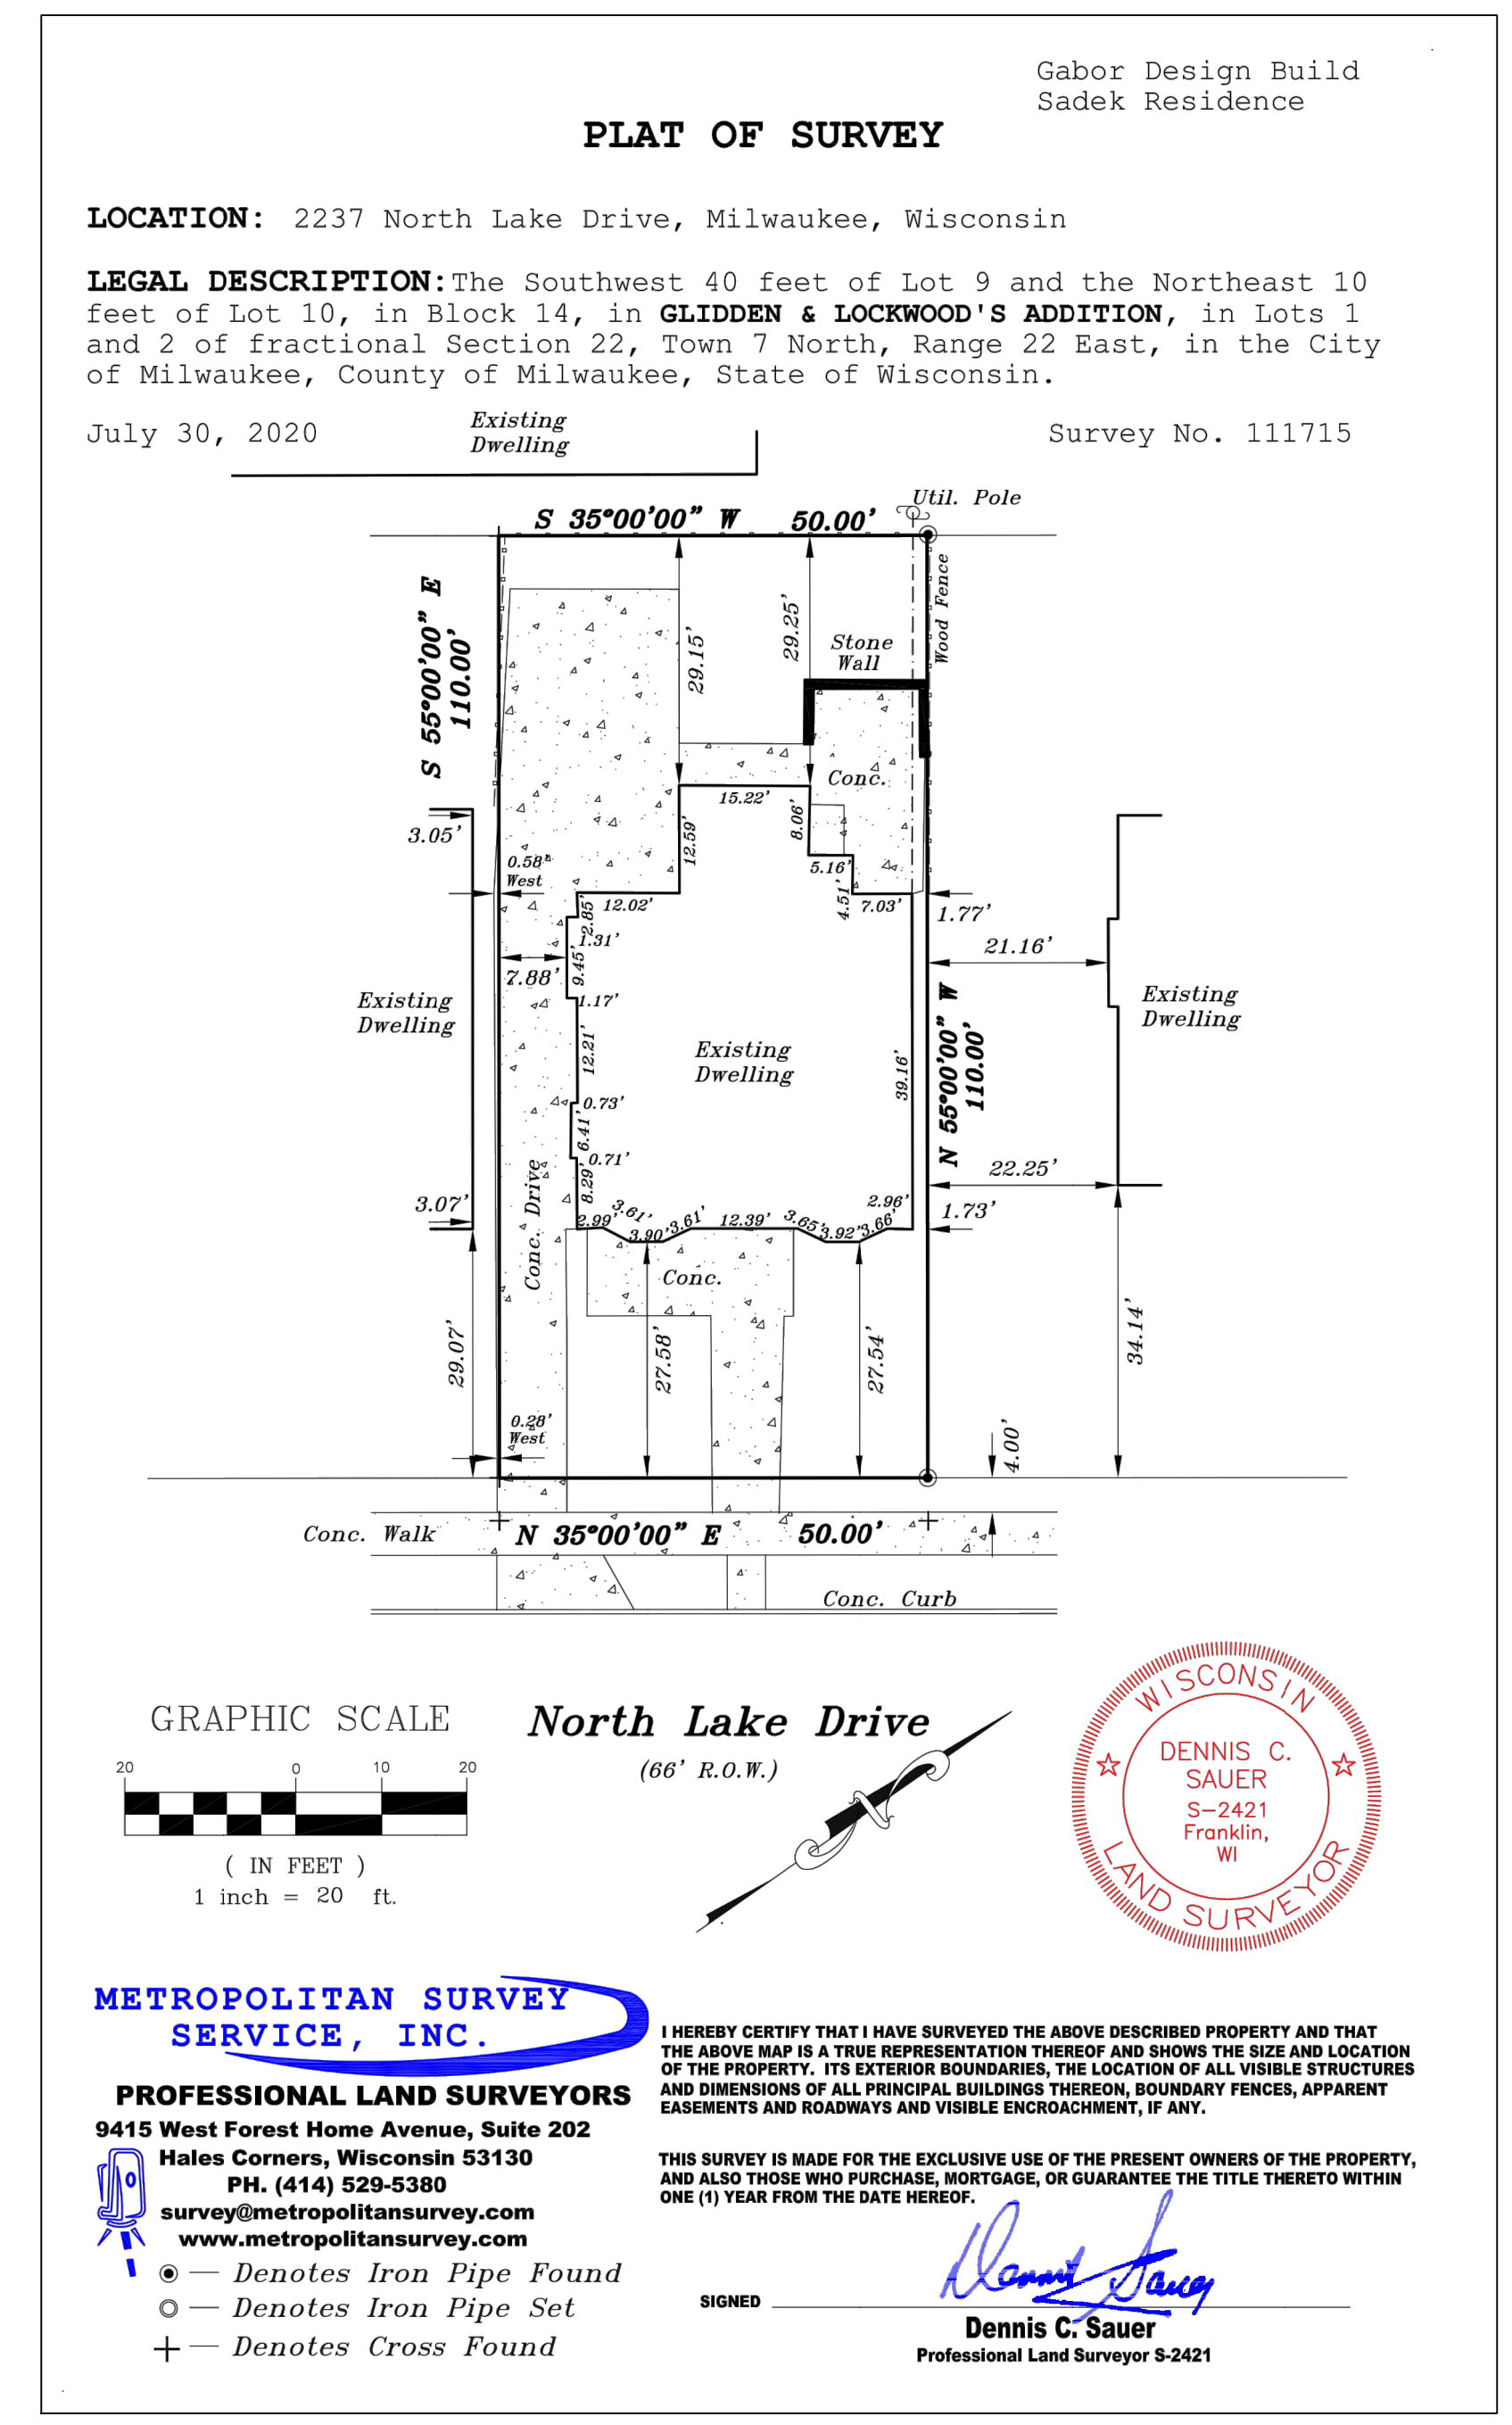 Gabor Design Build
Sadek Residence
PLAT OF SURVEY
LOCATION: 2237 North Lake Drive, Milwaukee, Wisconsin
LEGAL DESCRIPTION: The Southwest 40 feet of Lot 9 and the Northeast 10
feet of Lot 10, in Block 14, in GLIDDEN & LOCKWOOD'S ADDITION, in Lots 1
and 2 of fractional Section 22, Town 7 North, Range 22 East, in the City
of Milwaukee, County of Milwaukee, State of Wisconsin.
July 30, 2020
Existing
Dwelling
Survey No. 111715
Util. Pole
S 35°00'00" W 50.00'
S 55°00'00" E
110.00'
29.15'
29.25'
Wood Fence
Stone
Wall
Conc.
15.22'
3.05'
12.59'
8.06'
0.58'
West
5.16'
12.02'
2.85'
4.51'
7.03'
1.77'
1.31'
21.16'
7.88'
9.45'
1.17'
Existing
Dwelling
Existing
Dwelling
N 55°00'00" W
110.00'
12.21'
Existing
Dwelling
39.16'
0.73'
6.41'
0.71'
22.25'
8.29'
3.07'
2.96'
1.73'
2.99'
3.61'
3.90'
3.61'
12.39'
3.65'
3.92'
3.66'
Conc. Drive
Conc.
29.07'
27.58'
27.54'
34.14'
0.28'
West
4.00'
Conc. Walk
N 35°00'00" E 50.00'
Conc. Curb
GRAPHIC SCALE
20 0 10 20
( IN FEET )
1 inch = 20 ft.
North Lake Drive
(66' R.O.W.)
N
WISCONSIN
DENNIS C.
SAUER
S-2421
Franklin,
WI
LAND SURVEYOR
METROPOLITAN SURVEY
SERVICE, INC.
PROFESSIONAL LAND SURVEYORS
9415 West Forest Home Avenue, Suite 202
Hales Corners, Wisconsin 53130
PH. (414) 529-5380
survey@metropolitansurvey.com
www.metropolitansurvey.com
— Denotes Iron Pipe Found
— Denotes Iron Pipe Set
+ — Denotes Cross Found
I HEREBY CERTIFY THAT I HAVE SURVEYED THE ABOVE DESCRIBED PROPERTY AND THAT
THE ABOVE MAP IS A TRUE REPRESENTATION THEREOF AND SHOWS THE SIZE AND LOCATION
OF THE PROPERTY. ITS EXTERIOR BOUNDARIES, THE LOCATION OF ALL VISIBLE STRUCTURES
AND DIMENSIONS OF ALL PRINCIPAL BUILDINGS THEREON, BOUNDARY FENCES, APPARENT
EASEMENTS AND ROADWAYS AND VISIBLE ENCROACHMENT, IF ANY.
THIS SURVEY IS MADE FOR THE EXCLUSIVE USE OF THE PRESENT OWNERS OF THE PROPERTY,
AND ALSO THOSE WHO PURCHASE, MORTGAGE, OR GUARANTEE THE TITLE THERETO WITHIN
ONE (1) YEAR FROM THE DATE HEREOF.
SIGNED Dennis Sauer
Dennis C. Sauer
Professional Land Surveyor S-2421